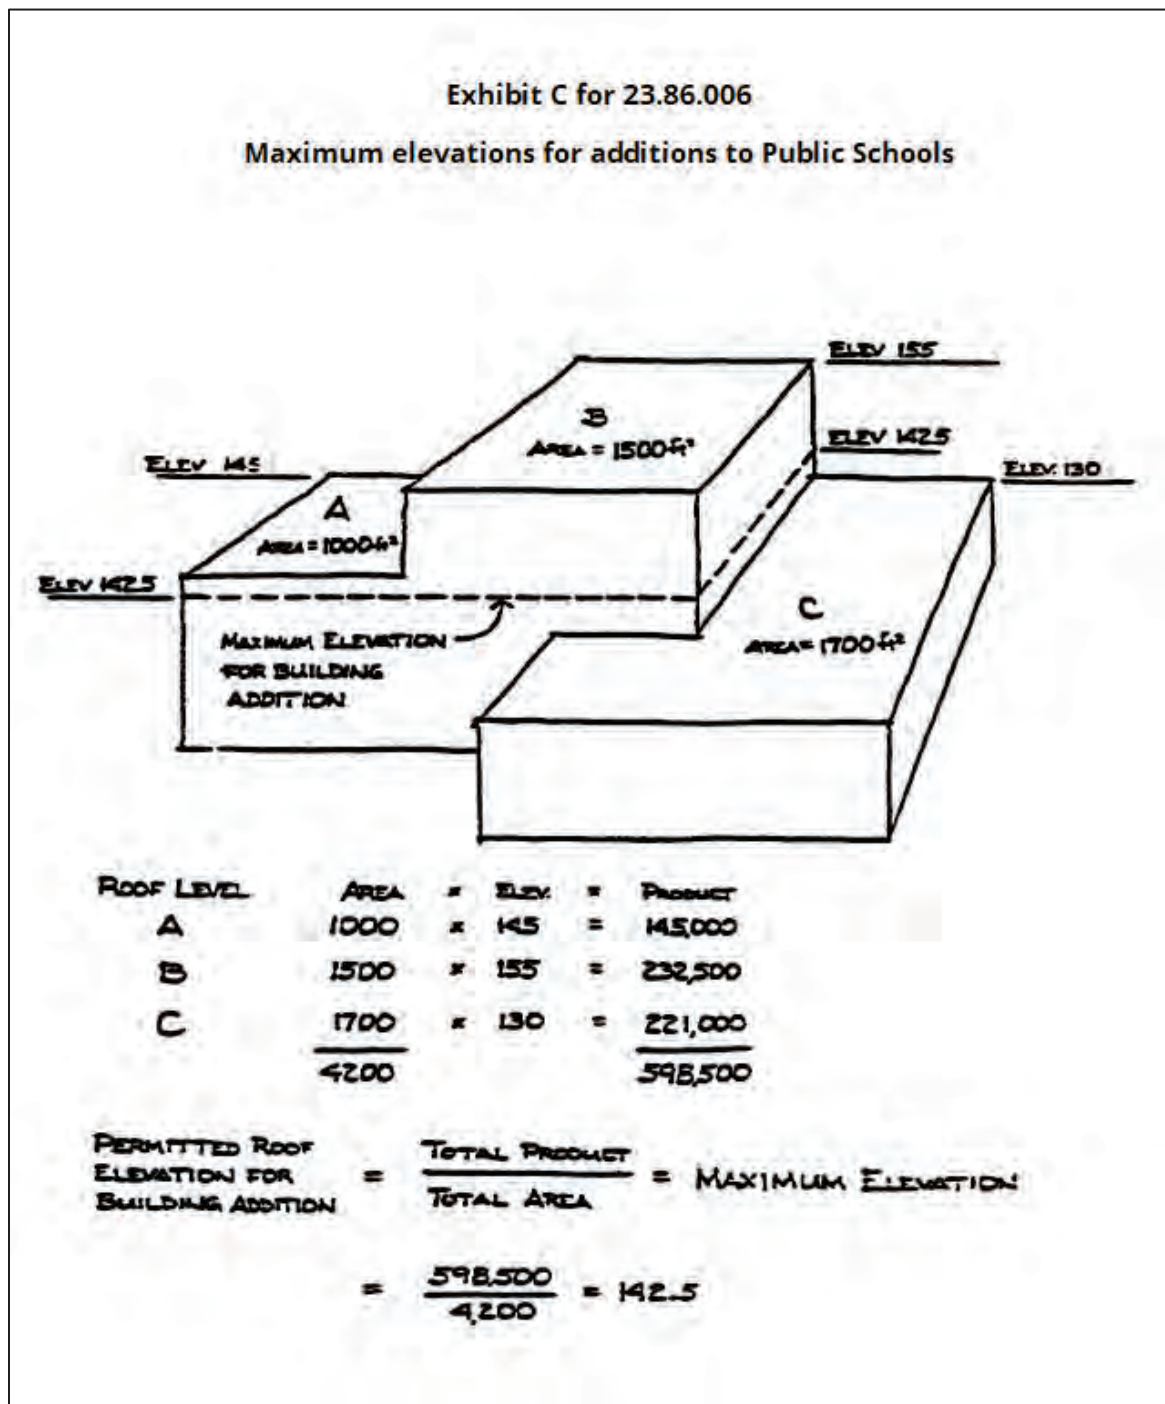 Exhibit C for 23.86.006
Maximum elevations for additions to Public Schools
ELEV 155
B
AREA = 1500 ft²
ELEV 142.5
ELEV 145
ELEV. 130
A
AREA = 1000 ft²
ELEV 142.5
C
AREA = 1700 ft²
MAXIMUM ELEVATION
FOR BUILDING
ADDITION
ROOF LEVEL AREA × ELEV. = PRODUCT
A 1000 × 145 = 145,000
B 1500 × 155 = 232,500
C 1700 × 130 = 221,000
4200 598,500
PERMITTED ROOF
ELEVATION FOR
BUILDING ADDITION
= TOTAL PRODUCT
TOTAL AREA
= MAXIMUM ELEVATION
= 598,500
4,200
= 142.5